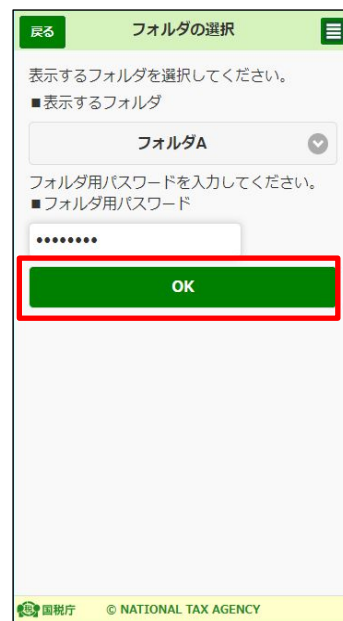 戻る フォルダの選択
表示するフォルダを選択してください。
■表示するフォルダ
フォルダA
フォルダ用パスワードを入力してください。
■フォルダ用パスワード
••••••••
OK
国税庁 © NATIONAL TAX AGENCY